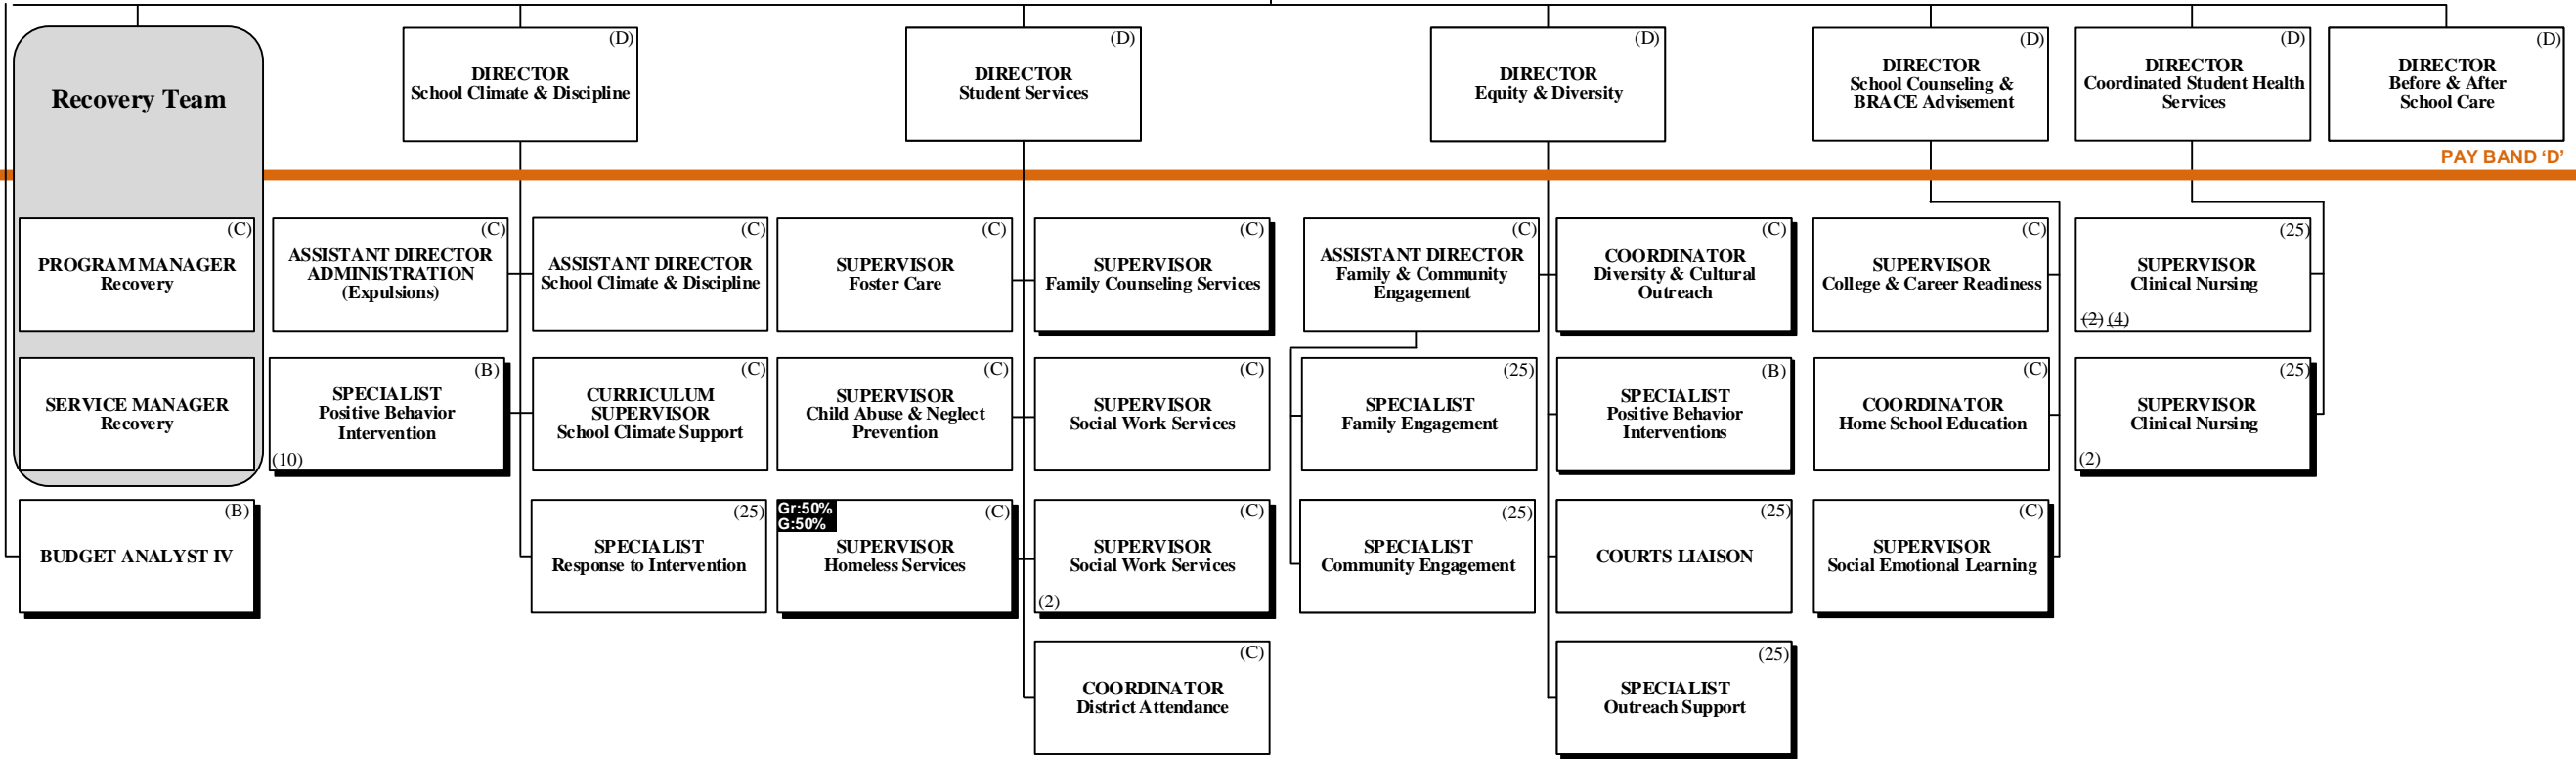 Recovery Team
(D)
DIRECTOR
School Climate & Discipline
(D)
DIRECTOR
Student Services
(D)
DIRECTOR
Equity & Diversity
(D)
DIRECTOR
School Counseling &
BRACE Advisement
(D)
DIRECTOR
Coordinated Student Health
Services
(D)
DIRECTOR
Before & After
School Care
PAY BAND ‘D’
(C)
PROGRAM MANAGER
Recovery
(C)
ASSISTANT DIRECTOR
ADMINISTRATION
(Expulsions)
(C)
ASSISTANT DIRECTOR
School Climate & Discipline
(C)
SUPERVISOR
Foster Care
(C)
SUPERVISOR
Family Counseling Services
(C)
ASSISTANT DIRECTOR
Family & Community
Engagement
(C)
COORDINATOR
Diversity & Cultural
Outreach
(C)
SUPERVISOR
College & Career Readiness
(25)
SUPERVISOR
Clinical Nursing
(2) (4)
SERVICE MANAGER
Recovery
(B)
SPECIALIST
Positive Behavior
Intervention
(10)
(C)
CURRICULUM
SUPERVISOR
School Climate Support
(C)
SUPERVISOR
Child Abuse & Neglect
Prevention
(C)
SUPERVISOR
Social Work Services
(25)
SPECIALIST
Family Engagement
(B)
SPECIALIST
Positive Behavior
Interventions
(C)
COORDINATOR
Home School Education
(25)
SUPERVISOR
Clinical Nursing
(2)
(B)
BUDGET ANALYST IV
(25)
SPECIALIST
Response to Intervention
Gr:50%
G:50%
(C)
SUPERVISOR
Homeless Services
(C)
SUPERVISOR
Social Work Services
(2)
(25)
SPECIALIST
Community Engagement
(25)
COURTS LIAISON
(C)
SUPERVISOR
Social Emotional Learning
(C)
COORDINATOR
District Attendance
(25)
SPECIALIST
Outreach Support